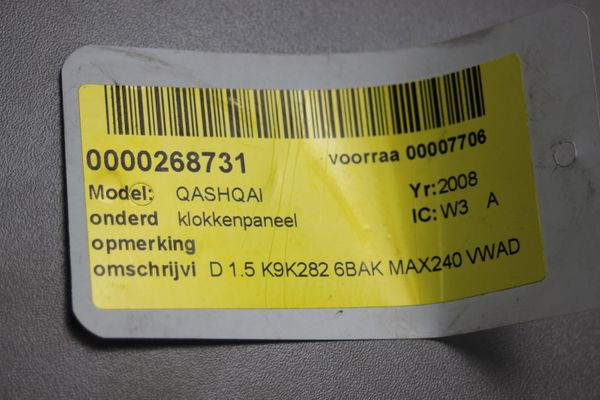 0000268731 voorraa 00007706
Model: QASHQAI Yr: 2008
onderd klokkenpaneel IC: W3 A
opmerking
omschrijvi D 1.5 K9K282 6BAK MAX240 VWAD